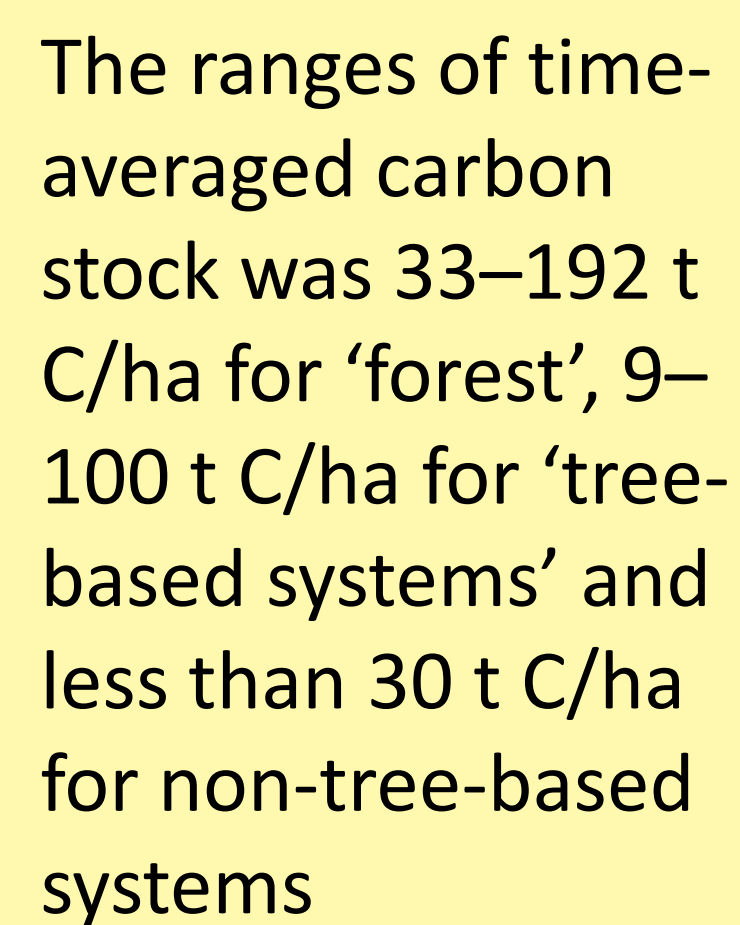 The ranges of time-
averaged carbon
stock was 33–192 t
C/ha for ‘forest’, 9–
100 t C/ha for ‘tree-
based systems’ and
less than 30 t C/ha
for non-tree-based
systems